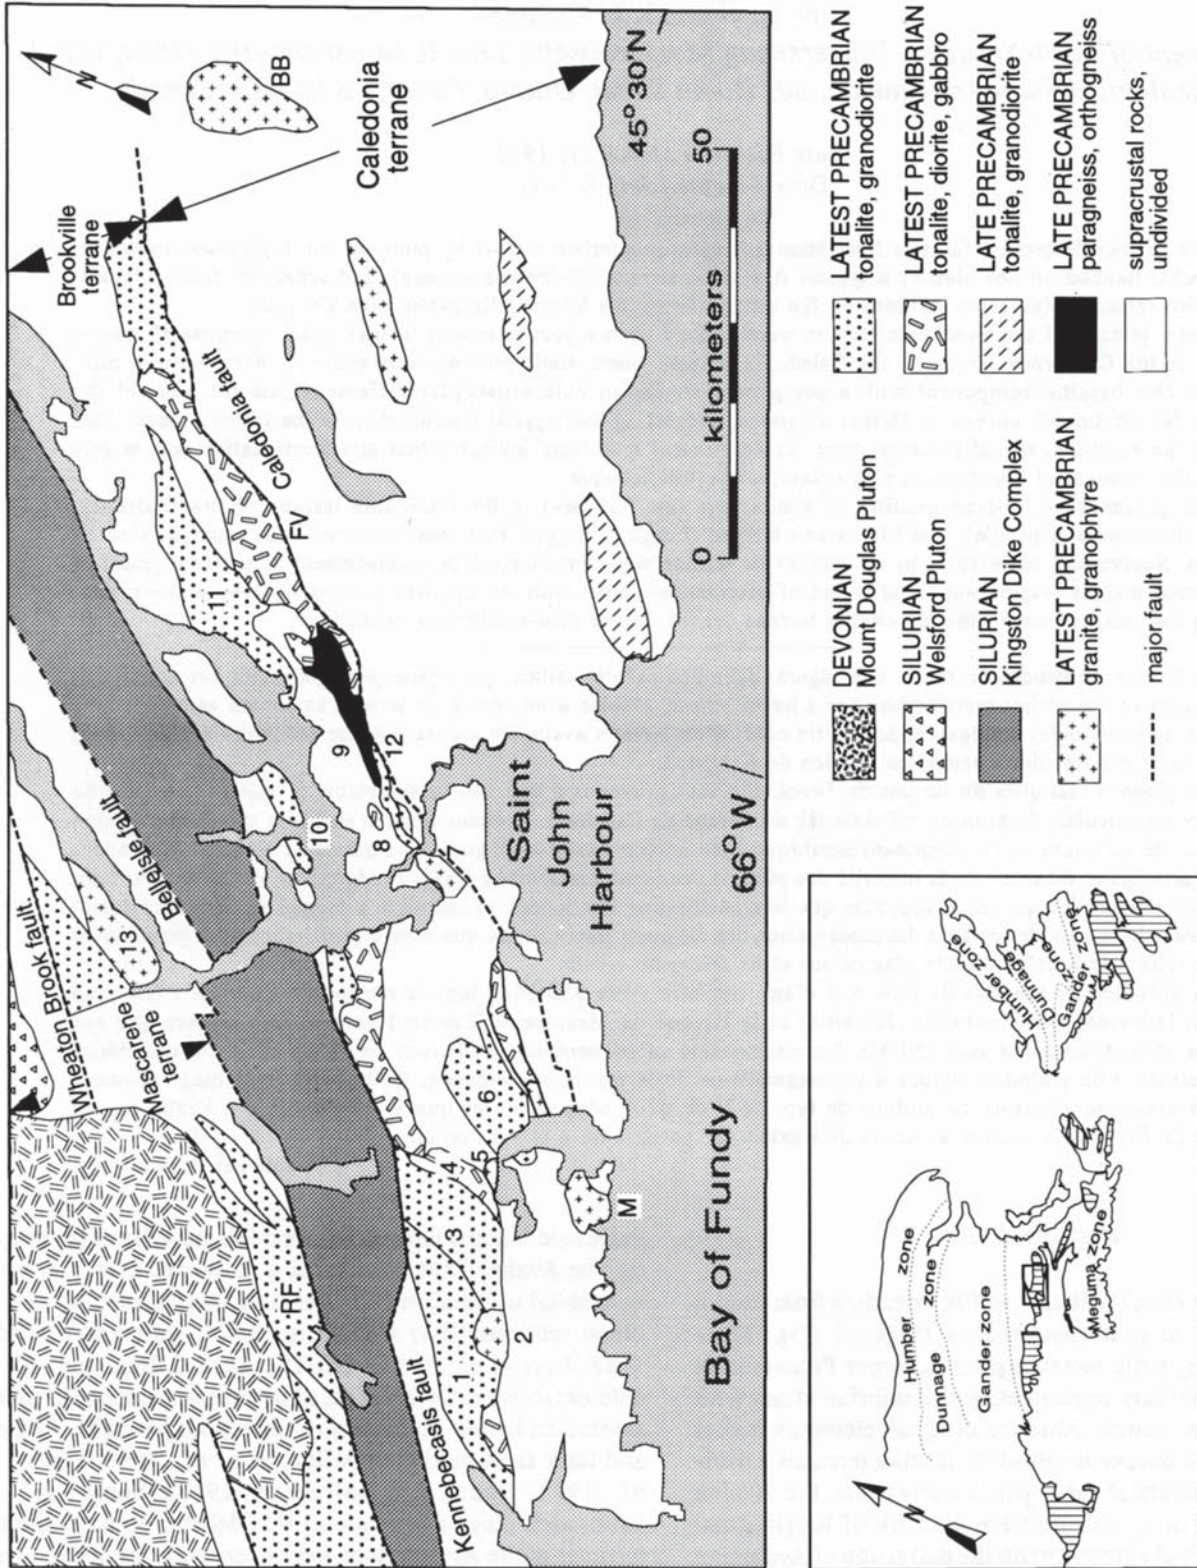 N
BB
Brookville
terrane
Caledonia
terrane
Caledonia fault
FV
11
9
12
10
8
7
Belleisle fault
13
Wheaton Brook fault
Mascarene
Terrane
RF
Kennebecasis fault
1
2
3
4
5
6
M
Saint
John
Harbour
Bay of Fundy
66°W
45°30'N
0
50
kilometers
N
Humber zone
Dunnage zone
Gander zone
Meguma zone
Humber zone
Dunnage zone
Gander zone
DEVONIAN
Mount Douglas Pluton
SILURIAN
Welsford Pluton
SILURIAN
Kingston Dike Complex
LATEST PRECAMBRIAN
granite, granophyre
major fault
LATEST PRECAMBRIAN
tonalite, granodiorite
LATEST PRECAMBRIAN
tonalite, diorite, gabbro
LATE PRECAMBRIAN
tonalite, granodiorite
LATE PRECAMBRIAN
paragneiss, orthogneiss
supracrustal rocks,
undivided